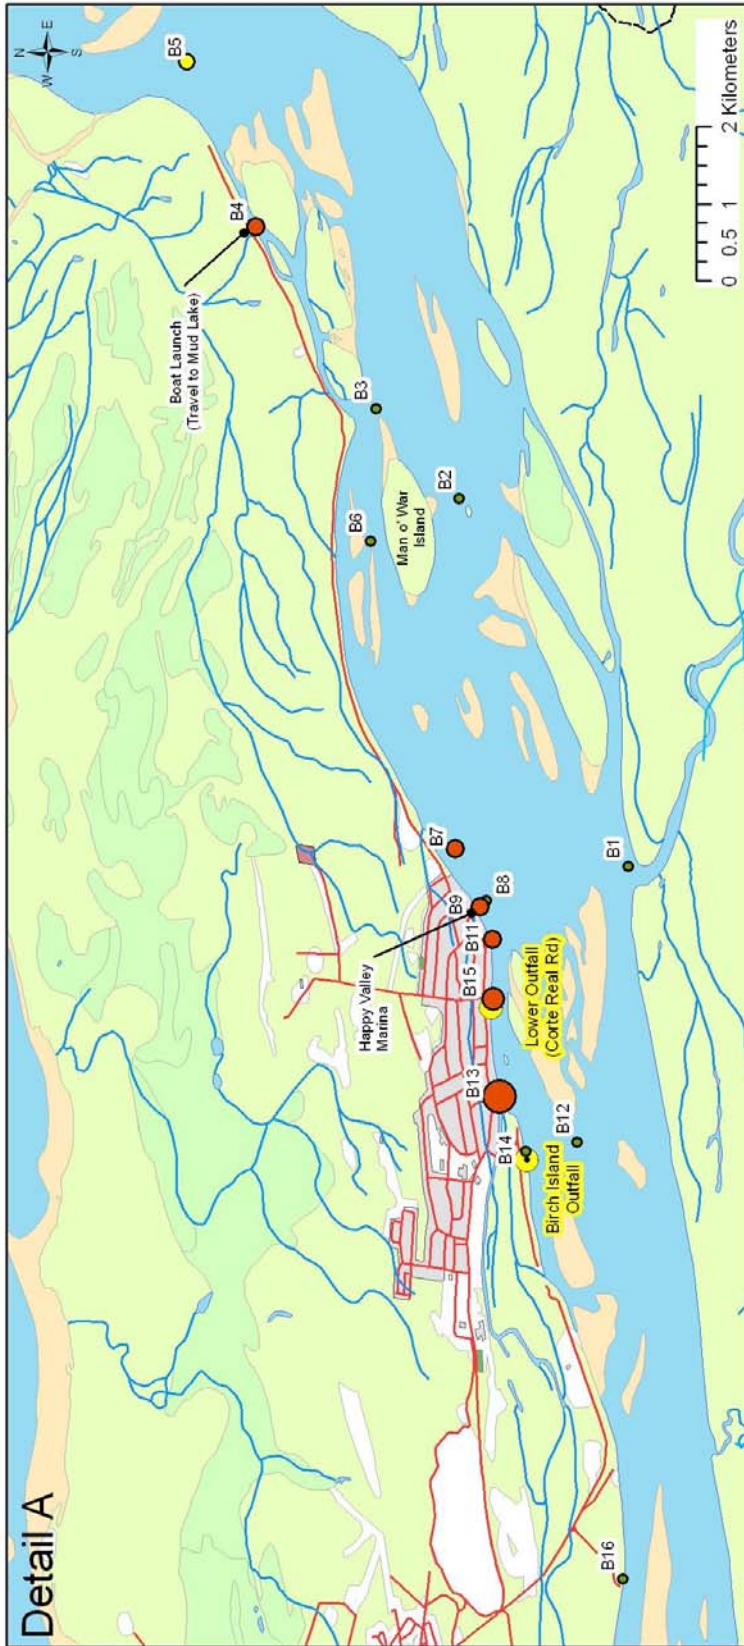 Detail A
N
E
S
W
B5
B4
Boat Launch
(Travel to Mud Lake)
B3
B2
B6
Man o' War
Island
B7
B1
B8
B9
B11
Happy Valley
Marina
B15
Lower Outfall
(Corte Real Rd)
B13
B12
B14
Birch Island
Outfall
B16
0 0.5 1 2 Kilometers